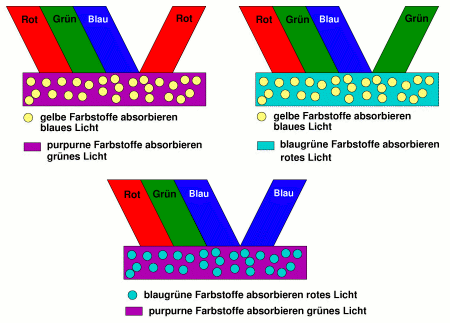 Rot Grün Blau Rot
gelbe Farbstoffe absorbieren
blaues Licht
purpurne Farbstoffe absorbieren
grünes Licht
Rot Grün Blau Grün
gelbe Farbstoffe absorbieren
blaues Licht
blaugrüne Farbstoffe absorbieren
rotes Licht
Rot Grün Blau Blau
blaugrüne Farbstoffe absorbieren rotes Licht
purpurne Farbstoffe absorbieren grünes Licht